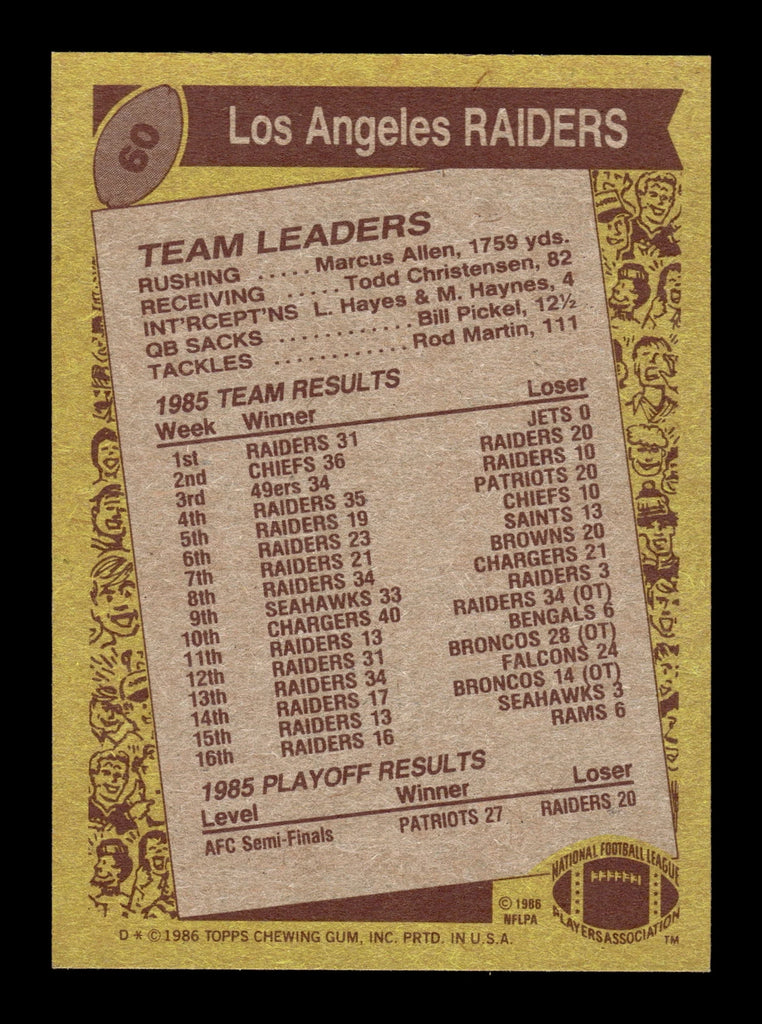 60
Los Angeles RAIDERS
TEAM LEADERS
RUSHING ..... Marcus Allen, 1759 yds.
RECEIVING ...... Todd Christensen, 82
INT'RCEPT'NS L. Hayes & M. Haynes, 4
QB SACKS ............ Bill Pickel, 12½
TACKLES ............ Rod Martin, 111
1985 TEAM RESULTS
Week Winner Loser
1st RAIDERS 31 JETS 0
2nd CHIEFS 36 RAIDERS 20
3rd 49ers 34 RAIDERS 10
4th RAIDERS 35 PATRIOTS 20
5th RAIDERS 19 CHIEFS 10
6th RAIDERS 23 SAINTS 13
7th RAIDERS 21 BROWNS 20
8th RAIDERS 34 CHARGERS 21
9th SEAHAWKS 33 RAIDERS 3
10th CHARGERS 40 RAIDERS 34 (OT)
11th RAIDERS 13 BENGALS 6
12th RAIDERS 31 BRONCOS 28 (OT)
13th RAIDERS 34 FALCONS 24
14th RAIDERS 17 BRONCOS 14 (OT)
15th RAIDERS 13 SEAHAWKS 3
16th RAIDERS 16 RAMS 6
1985 PLAYOFF RESULTS
Level Winner Loser
AFC Semi-Finals PATRIOTS 27 RAIDERS 20
© 1986
NFLPA
NATIONAL FOOTBALL LEAGUE
PLAYERS ASSOCIATION
TM
D * © 1986 TOPPS CHEWING GUM, INC. PRTD. IN U.S.A.